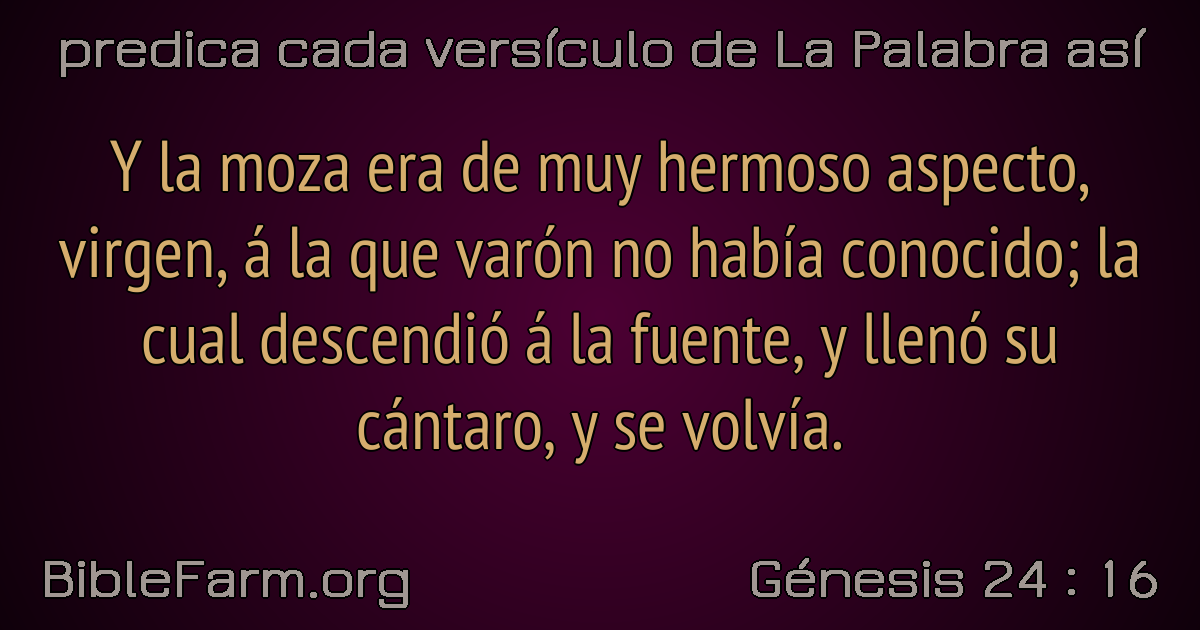 predica cada versículo de La Palabra así
Y la moza era de muy hermoso aspecto,
virgen, á la que varón no había conocido; la
cual descendió á la fuente, y llenó su
cántaro, y se volvía.
BibleFarm.org
Génesis 24 : 16